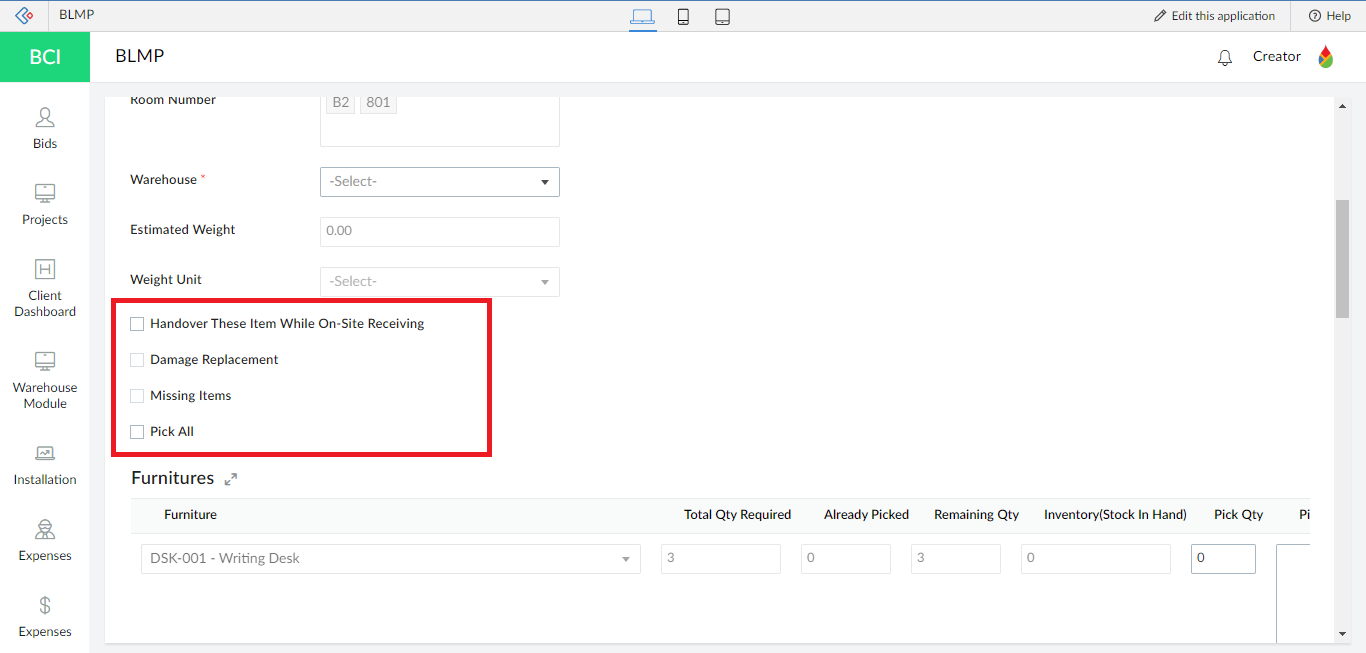 BLMP
Edit this application
Help
BCI
BLMP
Creator
Bids
Projects
Client
Dashboard
Warehouse
Module
Installation
Expenses
Expenses
Room Number
B2 801
Warehouse *
-Select-
Estimated Weight
0.00
Weight Unit
-Select-
Handover These Item While On-Site Receiving
Damage Replacement
Missing Items
Pick All
Furnitures
Furniture Total Qty Required Already Picked Remaining Qty Inventory(Stock In Hand) Pick Qty Pi
DSK-001 - Writing Desk 3 0 3 0 0